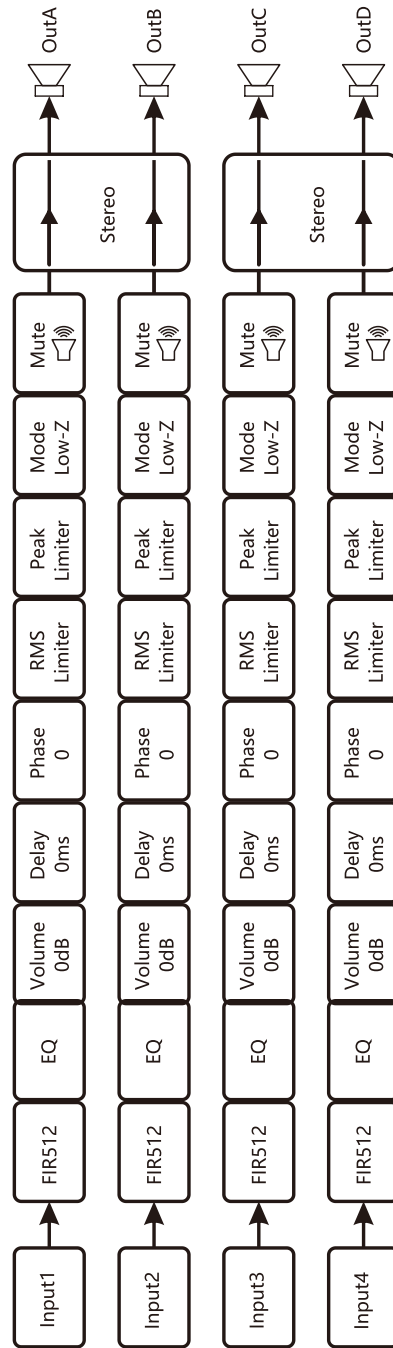 Input1
FIR512
EQ
Volume
0dB
Delay
0ms
Phase
0
RMS
Limiter
Peak
Limiter
Mode
Low-Z
Mute
OutA
Input2
FIR512
EQ
Volume
0dB
Delay
0ms
Phase
0
RMS
Limiter
Peak
Limiter
Mode
Low-Z
Mute
Stereo
OutB
Input3
FIR512
EQ
Volume
0dB
Delay
0ms
Phase
0
RMS
Limiter
Peak
Limiter
Mode
Low-Z
Mute
OutC
Input4
FIR512
EQ
Volume
0dB
Delay
0ms
Phase
0
RMS
Limiter
Peak
Limiter
Mode
Low-Z
Mute
Stereo
OutD